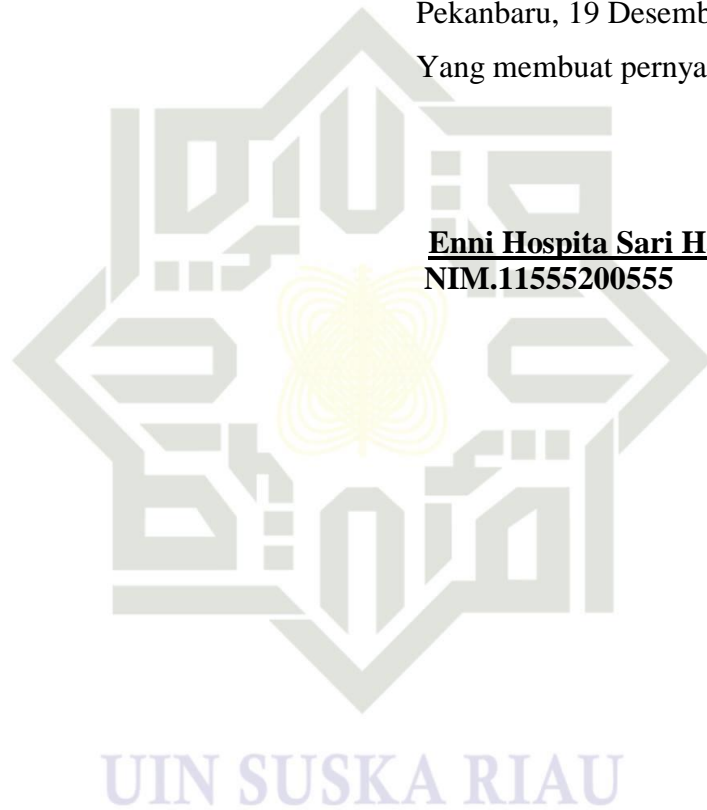 Pekanbaru, 19 Desemb
Yang membuat pernya
Enni Hospita Sari H
NIM.11555200555
UIN SUSKA RIAU